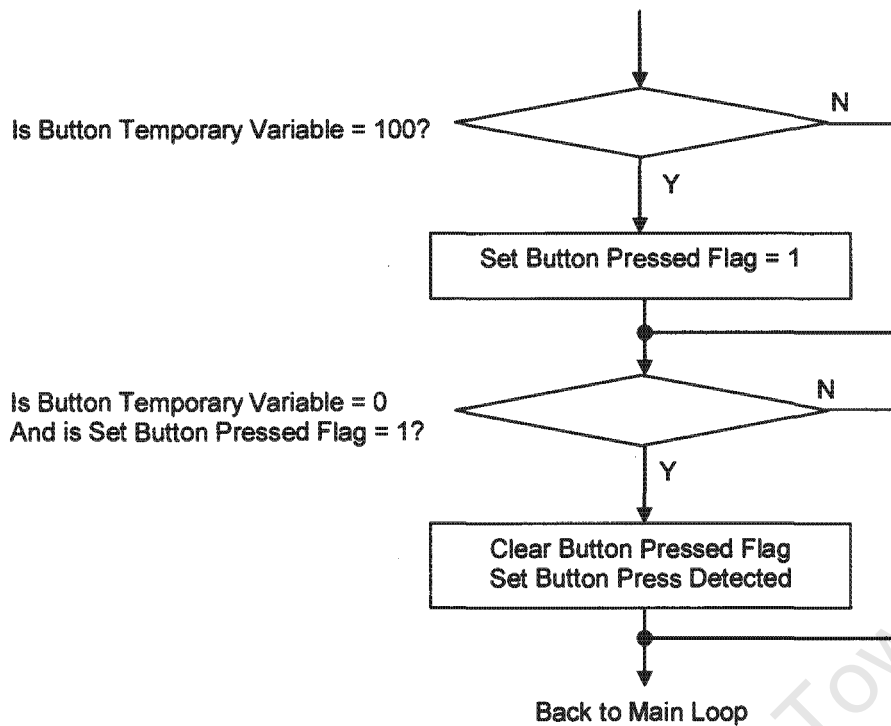 Is Button Temporary Variable = 100?
N
Y
Set Button Pressed Flag = 1
Is Button Temporary Variable = 0
And is Set Button Pressed Flag = 1?
N
Y
Clear Button Pressed Flag
Set Button Press Detected
Back to Main Loop
Tow